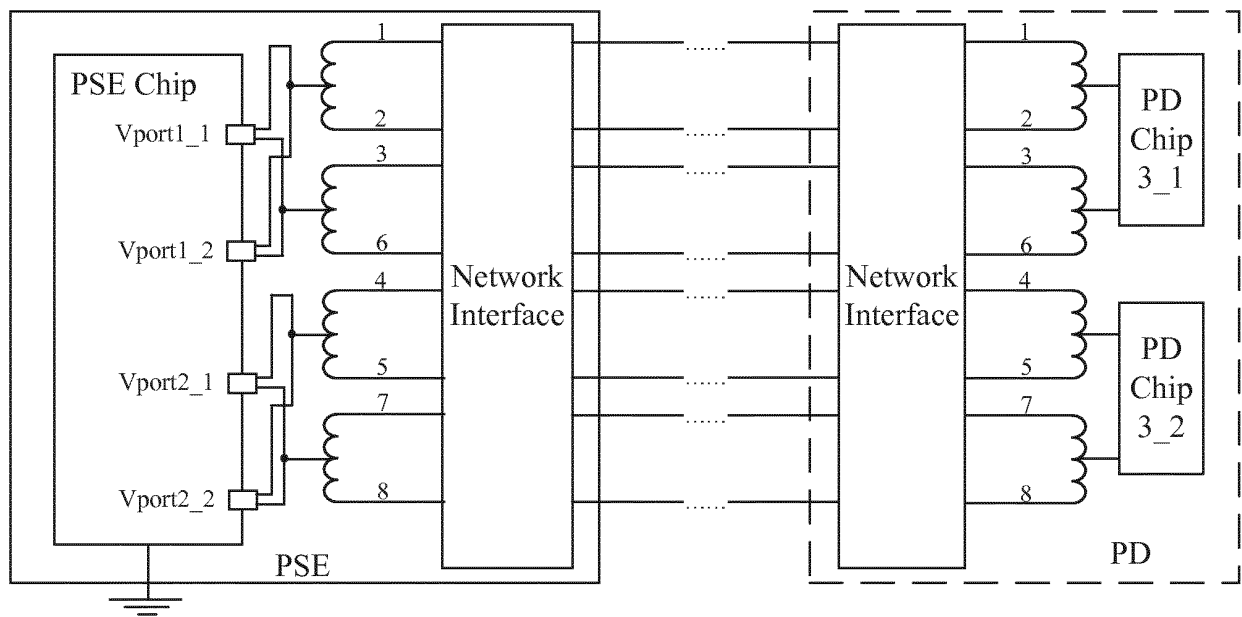 PSE Chip
Vport1_1
Vport1_2
Vport2_1
Vport2_2
PSE
1
2
3
6
4
5
7
8
Network
Interface
Network
Interface
1
2
3
6
4
5
7
8
PD
Chip
3_1
PD
Chip
3_2
PD